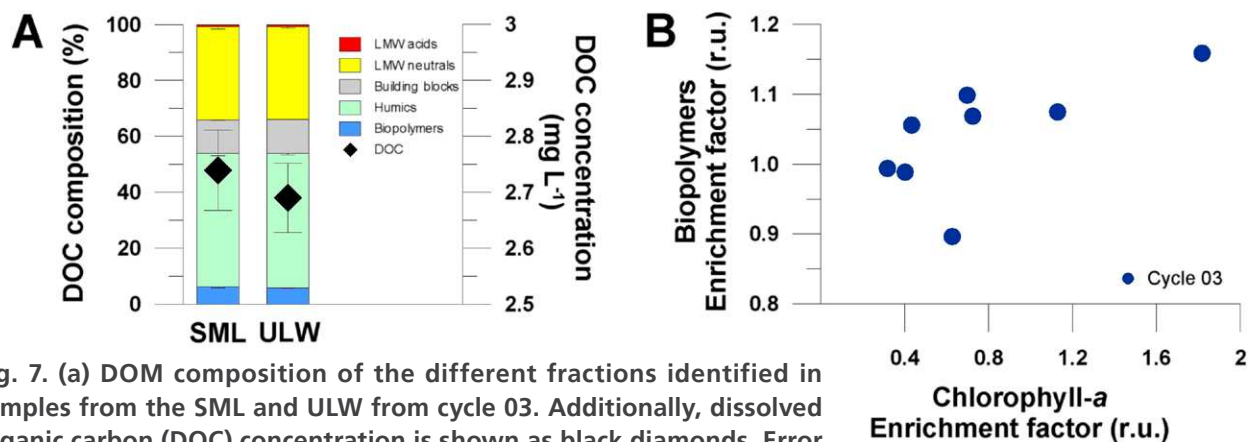 A
DOC composition (%)
100
80
60
40
20
0
SML ULW
LMW acids
LMW neutrals
Building blocks
Humics
Biopolymers
DOC
3
2.9
2.8
2.7
2.6
2.5
DOC concentration
(mg L-1)
B
Biopolymers
Enrichment factor (r.u.)
1.2
1.1
1.0
0.9
0.8
Cycle 03
0.4 0.8 1.2 1.6 2
Chlorophyll-a
Enrichment factor (r.u.)
g. 7. (a) DOM composition of the different fractions identified in
mples from the SML and ULW from cycle 03. Additionally, dissolved
ganic carbon (DOC) concentration is shown as black diamonds. Error